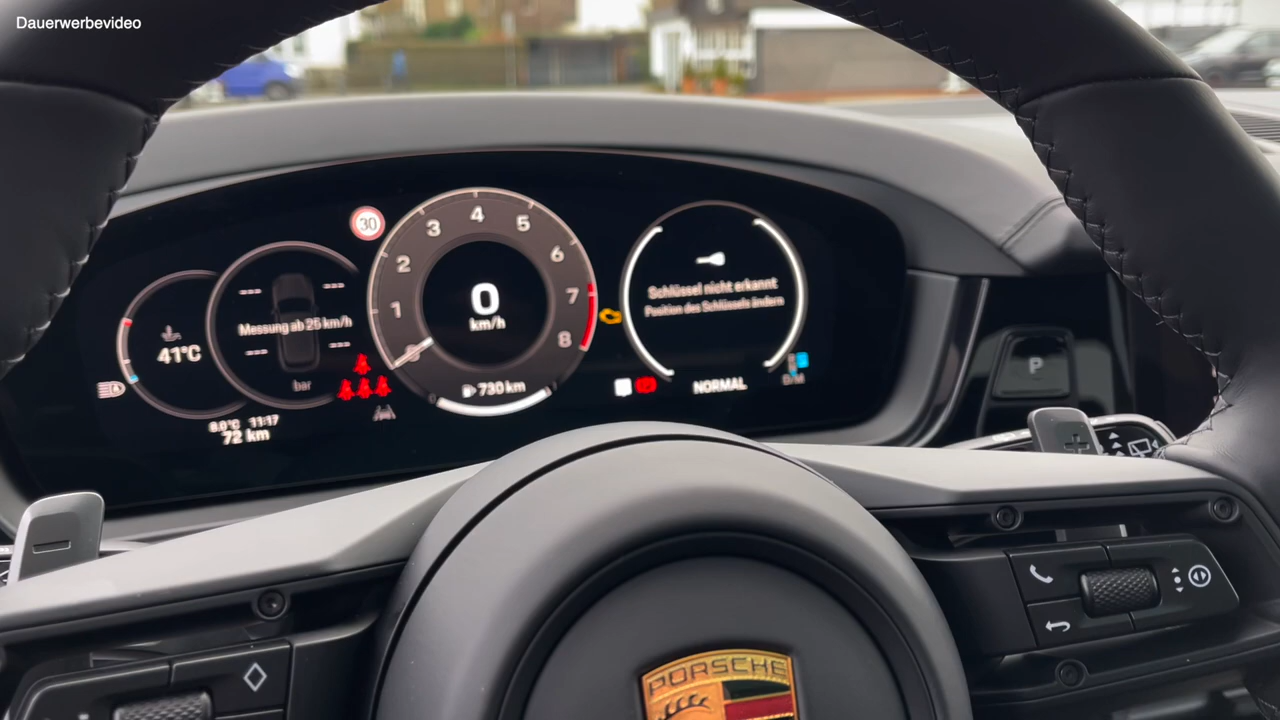 Dauerwerbevideo
30
1
2
3
4
5
6
7
8
0
km/h
730 km
41°C
Messung ab 25 km/h
bar
8.0°C 11:17
72 km
Schlüssel nicht erkannt
Position des Schlüssels ändern
NORMAL
P
PORSCHE